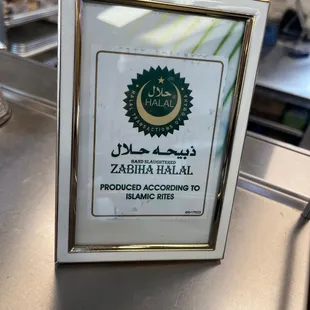 حلال
HALAL
ذبيحه حلال
HAND SLAUGHTERED
ZABIHA HALAL
PRODUCED ACCORDING TO
ISLAMIC RITES